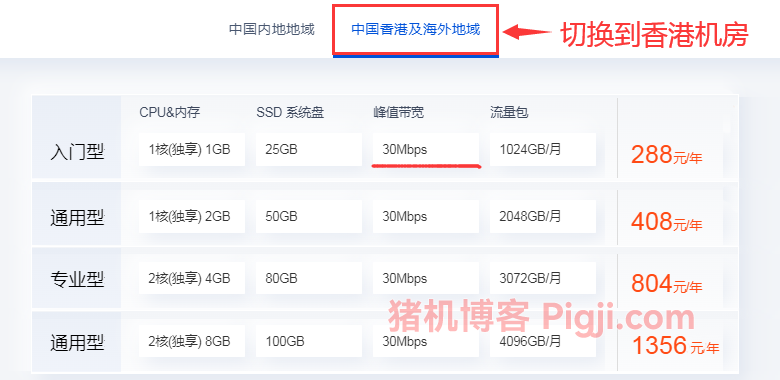 中国内地地域 中国香港及海外地域 切换到香港机房
CPU&内存 SSD 系统盘 峰值带宽 流量包
入门型 1核(独享) 1GB 25GB 30Mbps 1024GB/月 288元/年
通用型 1核(独享) 2GB 50GB 30Mbps 2048GB/月 408元/年
专业型 2核(独享) 4GB 80GB 30Mbps 3072GB/月 804元/年
猪机博客 Pigji.com
通用型 2核(独享) 8GB 100GB 30Mbps 4096GB/月 1356元/年